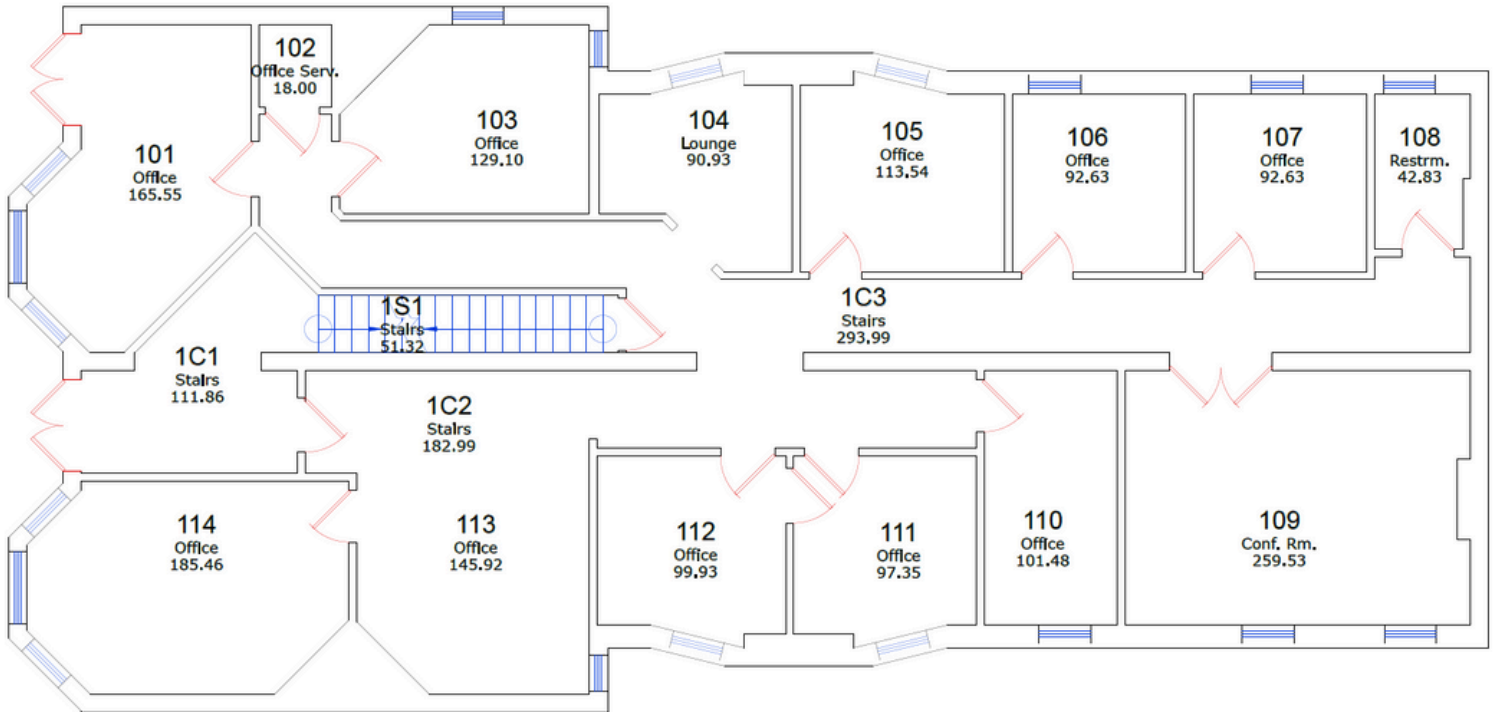 101
Office
165.55
102
Office Serv.
18.00
103
Office
129.10
104
Lounge
90.93
105
Office
113.54
106
Office
92.63
107
Office
92.63
108
Restrm.
42.83
1S1
Stairs
51.32
1C3
Stairs
293.99
1C1
Stairs
111.86
1C2
Stairs
182.99
114
Office
185.46
113
Office
145.92
112
Office
99.93
111
Office
97.35
110
Office
101.48
109
Conf. Rm.
259.53